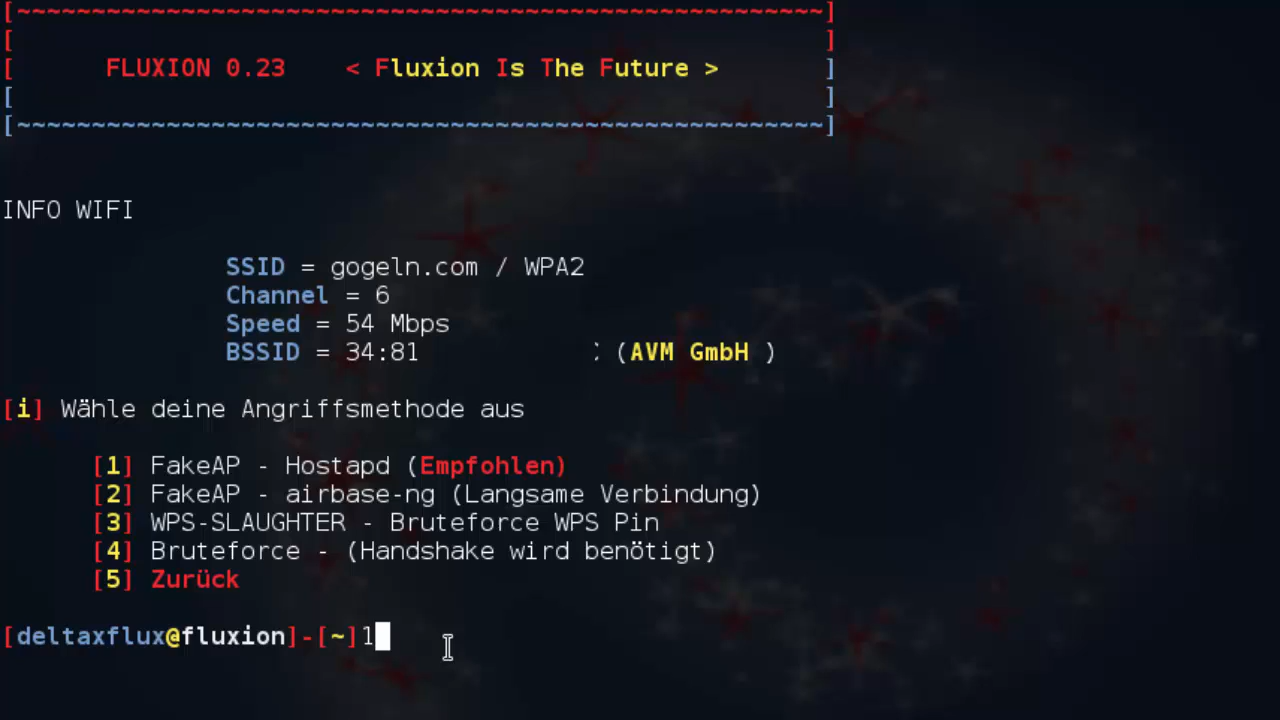 [~~~~~~~~~~~~~~~~~~~~~~~~~~~~~~~~~~~~~~~~~~~~~~~~~~~~~~]
[ ]
[ FLUXION 0.23 < Fluxion Is The Future > ]
[ ]
[~~~~~~~~~~~~~~~~~~~~~~~~~~~~~~~~~~~~~~~~~~~~~~~~~~~~~~]
INFO WIFI
SSID = gogeln.com / WPA2
Channel = 6
Speed = 54 Mbps
BSSID = 34:81 (AVM GmbH )
[i] Wähle deine Angriffsmethode aus
[1] FakeAP - Hostapd (Empfohlen)
[2] FakeAP - airbase-ng (Langsame Verbindung)
[3] WPS-SLAUGHTER - Bruteforce WPS Pin
[4] Bruteforce - (Handshake wird benötigt)
[5] Zurück
[deltaxflux@fluxion]-[~]1